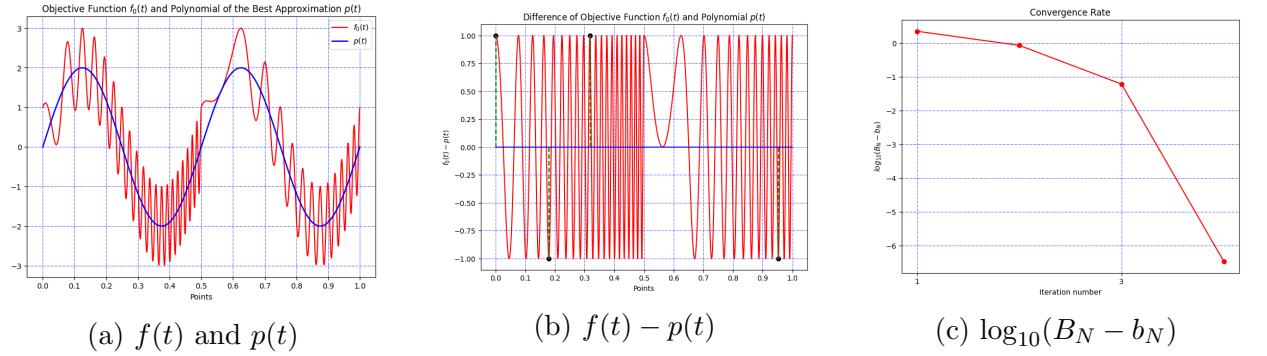 Objective Function f₀(t) and Polynomial of the Best Approximation p(t)
f₀(t)
p(t)
3
2
1
0
−1
−2
−3
0.0 0.1 0.2 0.3 0.4 0.5 0.6 0.7 0.8 0.9 1.0
Points
(a) f(t) and p(t)
Difference of Objective Function f₀(t) and Polynomial p(t)
f₀(t) − p(t)
1.00
0.75
0.50
0.25
0.00
−0.25
−0.50
−0.75
−1.00
0.0 0.1 0.2 0.3 0.4 0.5 0.6 0.7 0.8 0.9 1.0
Points
(b) f(t) − p(t)
Convergence Rate
log₁₀(B_N − b_N)
0
−1
−2
−3
−4
−5
−6
1 3
Iteration number
(c) log₁₀(B_N − b_N)